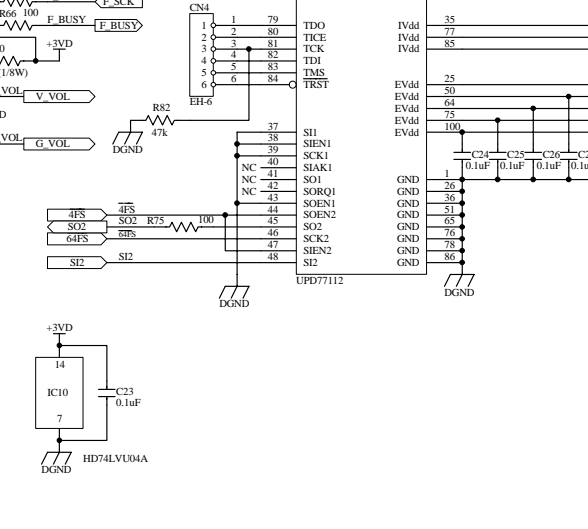 F_SCK
R66 100
F_BUSY
F_BUSY
+3VD
(1/8W)
VOL
V_VOL
D
VOL
G_VOL
CN4
1 1 79 TDO
2 2 80 TICE
3 3 81 TCK
4 4 82 TDI
5 5 83 TMS
6 6 84 TRST
EH-6
R82
47k
DGND
37 SI1
38 SIEN1
39 SCK1
NC 40 SIAK1
NC 41 SO1
NC 42 SORQ1
43 SOEN1
4FS 4FS 44 SOEN2
SO2 SO2 R75 100 45 SO2
64FS 64FS 46 SCK2
47 SIEN2
SI2 SI2 48 SI2
DGND
UPD77112
IVdd 35
IVdd 77
IVdd 85
EVdd 25
EVdd 50
EVdd 64
EVdd 75
EVdd 100
C24 C25 C26
0.1uF 0.1uF 0.1uF
GND 1
GND 26
GND 36
GND 51
GND 65
GND 76
GND 78
GND 86
DGND
+3VD
14
IC10
7
C23
0.1uF
DGND
HD74LVU04A